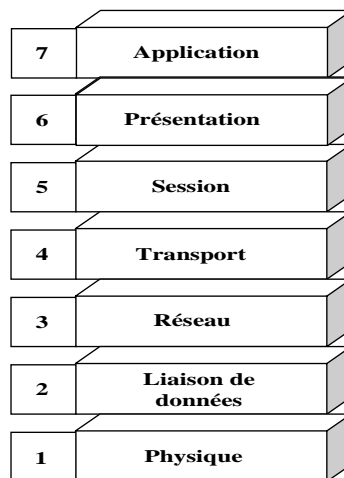 7 Application
6 Présentation
5 Session
4 Transport
3 Réseau
2 Liaison de
données
1 Physique